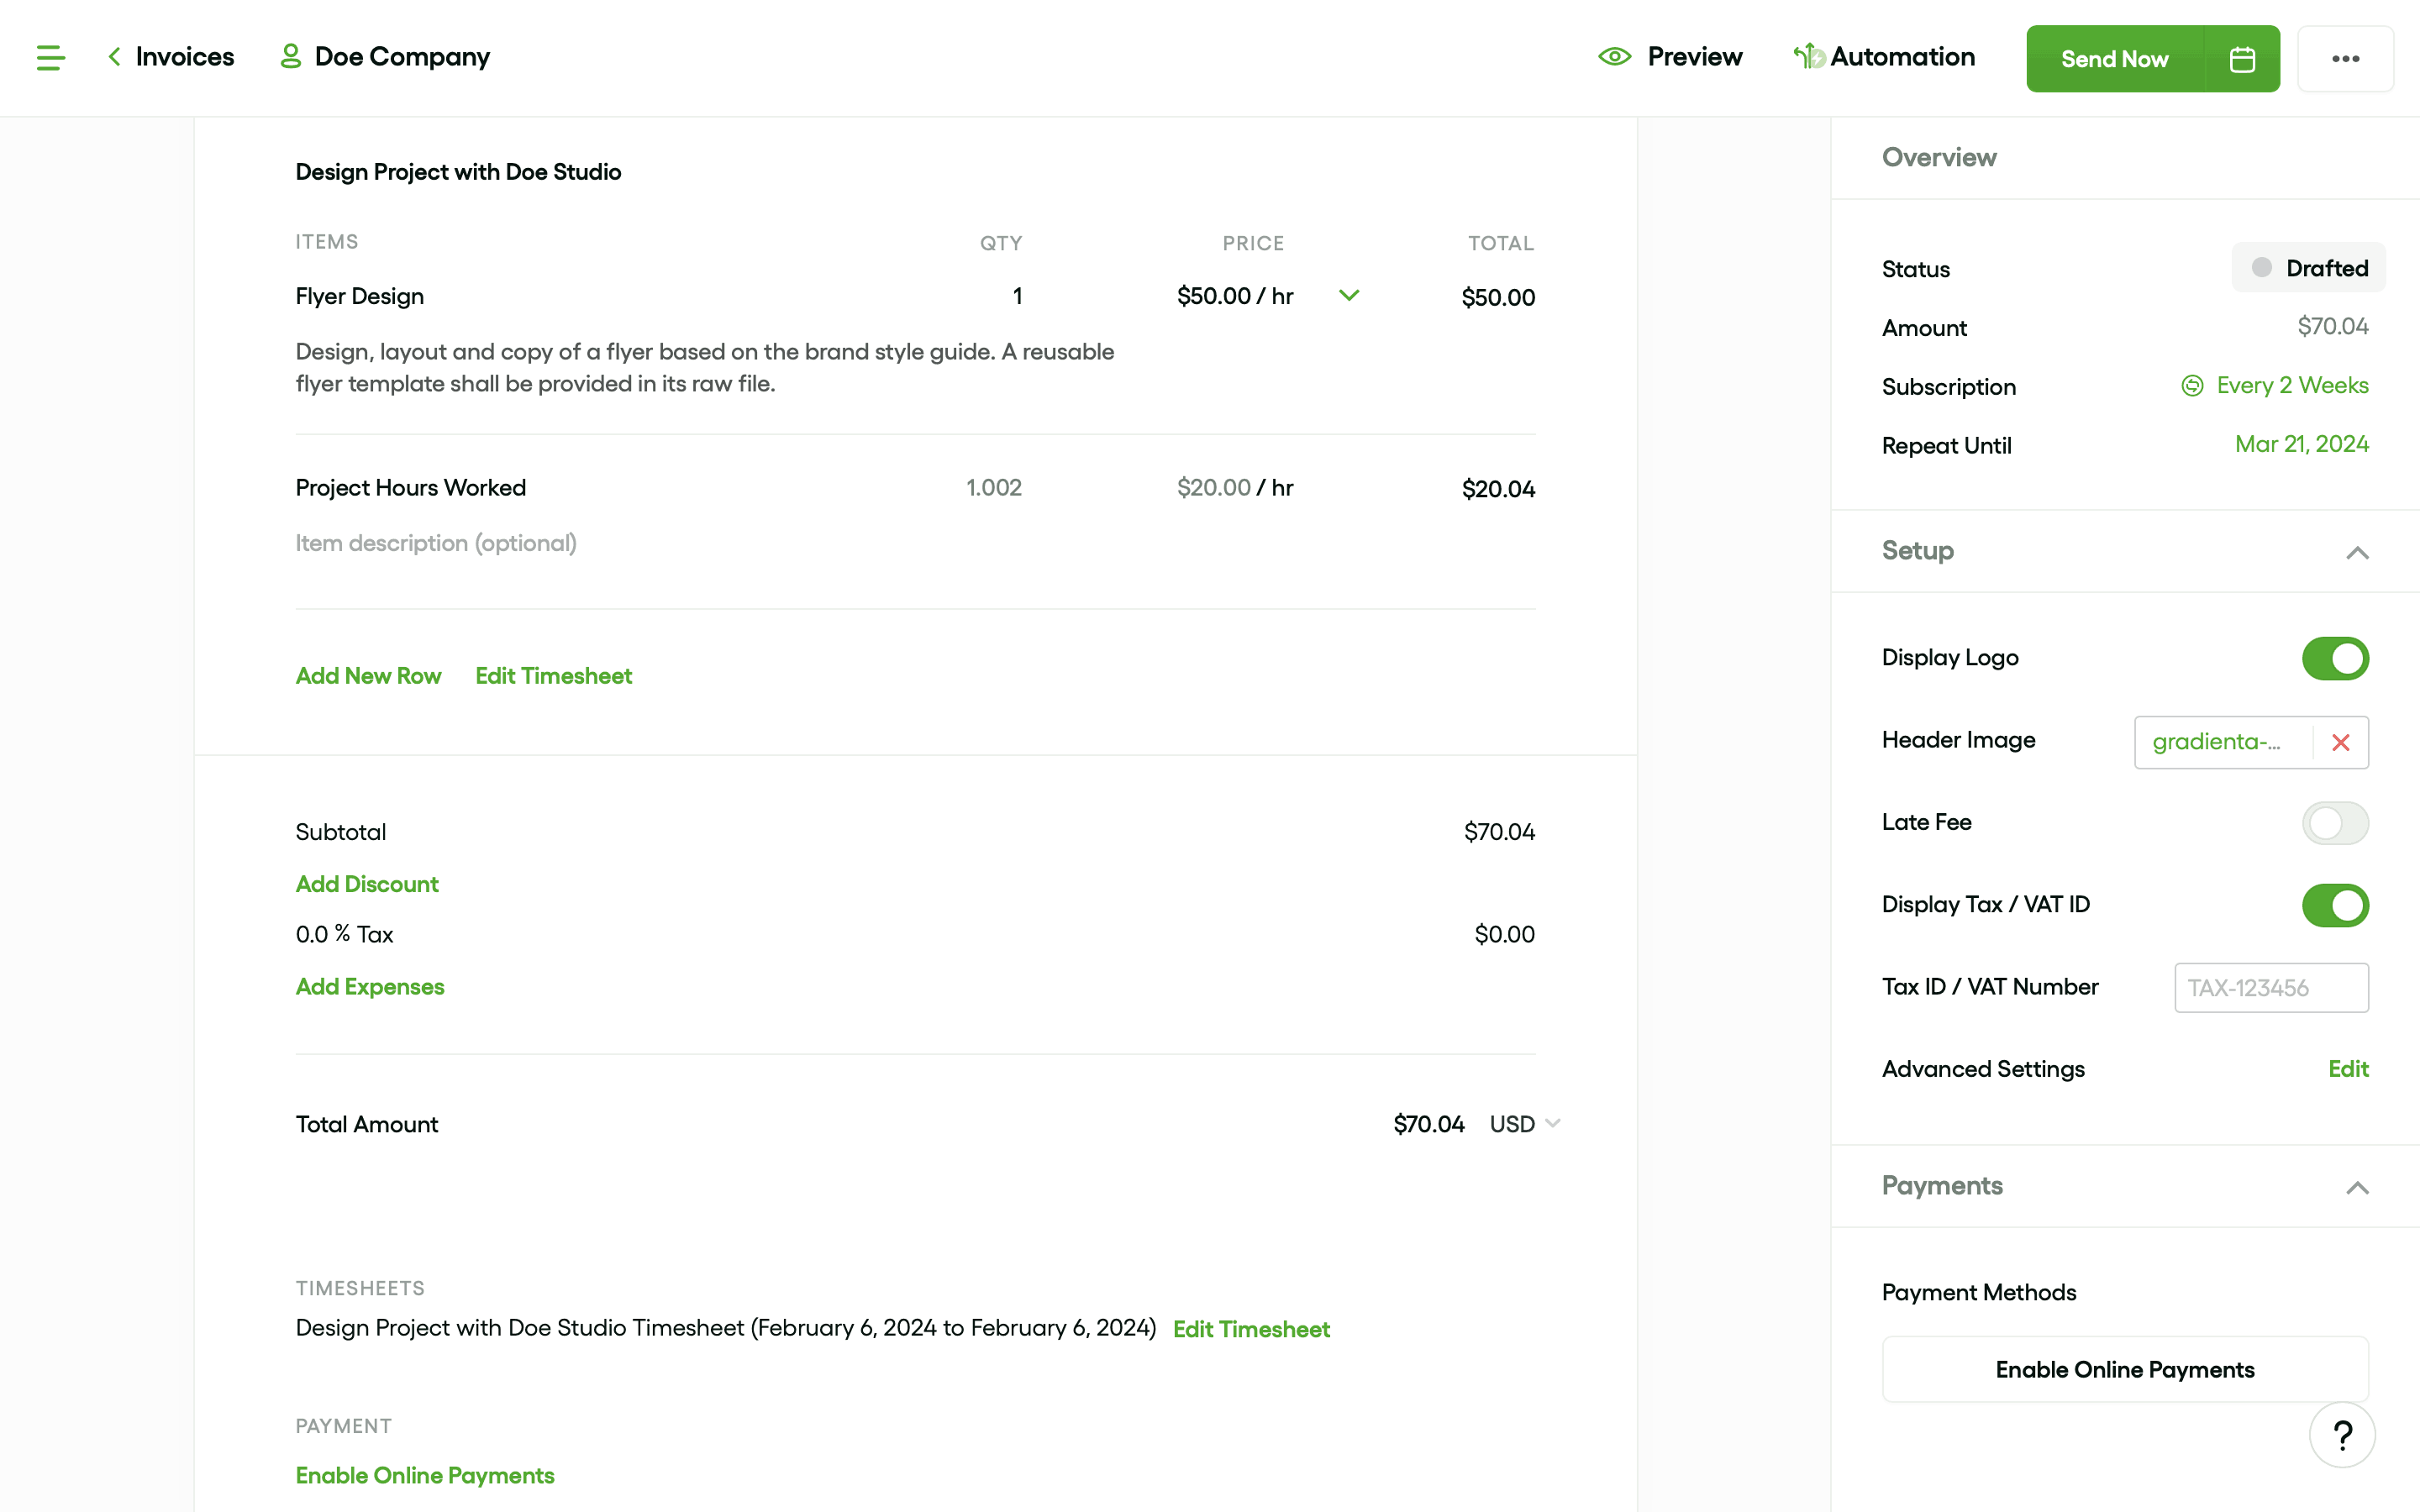 Invoices Doe Company Preview Automation Send Now
Design Project with Doe Studio
ITEMS QTY PRICE TOTAL
Flyer Design 1 $50.00 / hr $50.00
Design, layout and copy of a flyer based on the brand style guide. A reusable
flyer template shall be provided in its raw file.
Project Hours Worked 1.002 $20.00 / hr $20.04
Item description (optional)
Add New Row Edit Timesheet
Subtotal $70.04
Add Discount
0.0 % Tax $0.00
Add Expenses
Total Amount $70.04 USD
TIMESHEETS
Design Project with Doe Studio Timesheet (February 6, 2024 to February 6, 2024) Edit Timesheet
PAYMENT
Enable Online Payments
Overview
Status Drafted
Amount $70.04
Subscription Every 2 Weeks
Repeat Until Mar 21, 2024
Setup
Display Logo
Header Image gradienta-...
Late Fee
Display Tax / VAT ID
Tax ID / VAT Number TAX-123456
Advanced Settings Edit
Payments
Payment Methods
Enable Online Payments
?